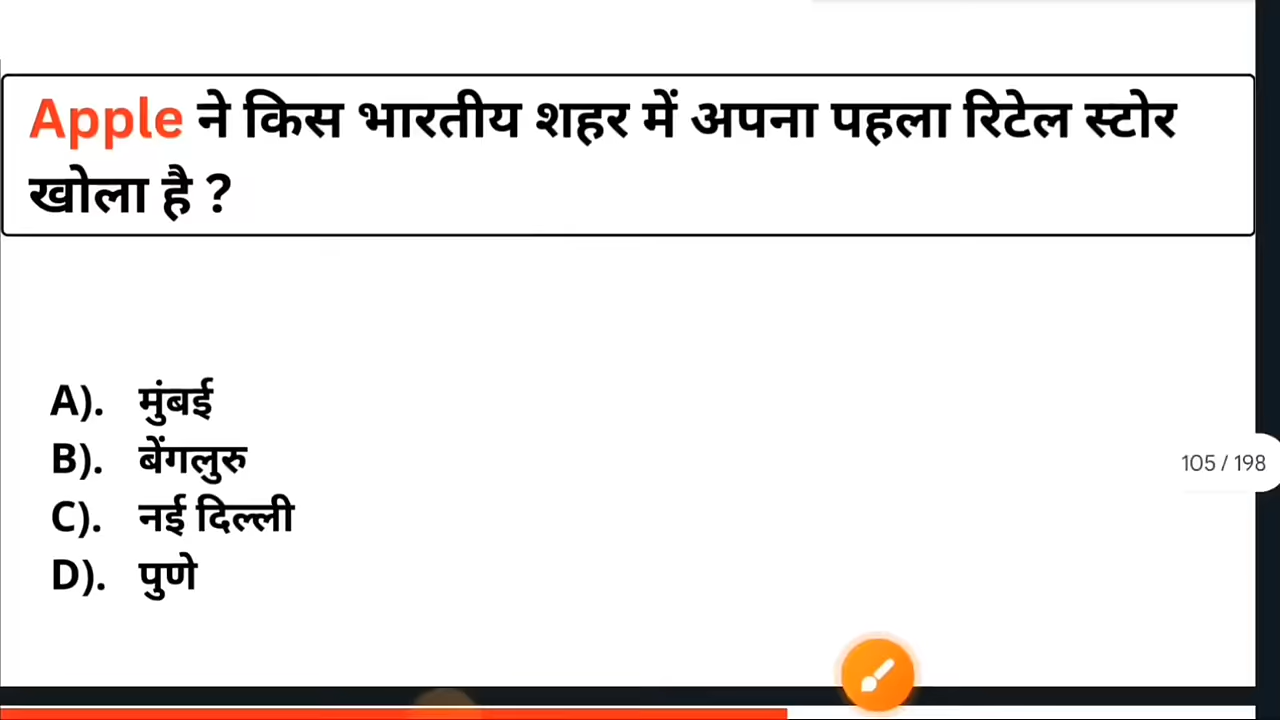 Apple ने किस भारतीय शहर में अपना पहला रिटेल स्टोर
खोला है ?
A). मुंबई
B). बेंगलुरु
105 / 198
C). नई दिल्ली
D). पुणे